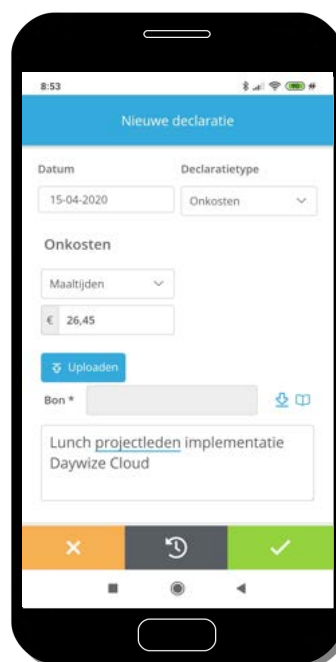 8:53
Nieuwe declaratie
Datum Declaratietype
15-04-2020 Onkosten
Onkosten
Maaltijden
€ 26,45
Uploaden
Bon *
Lunch projectleden implementatie
Daywize Cloud